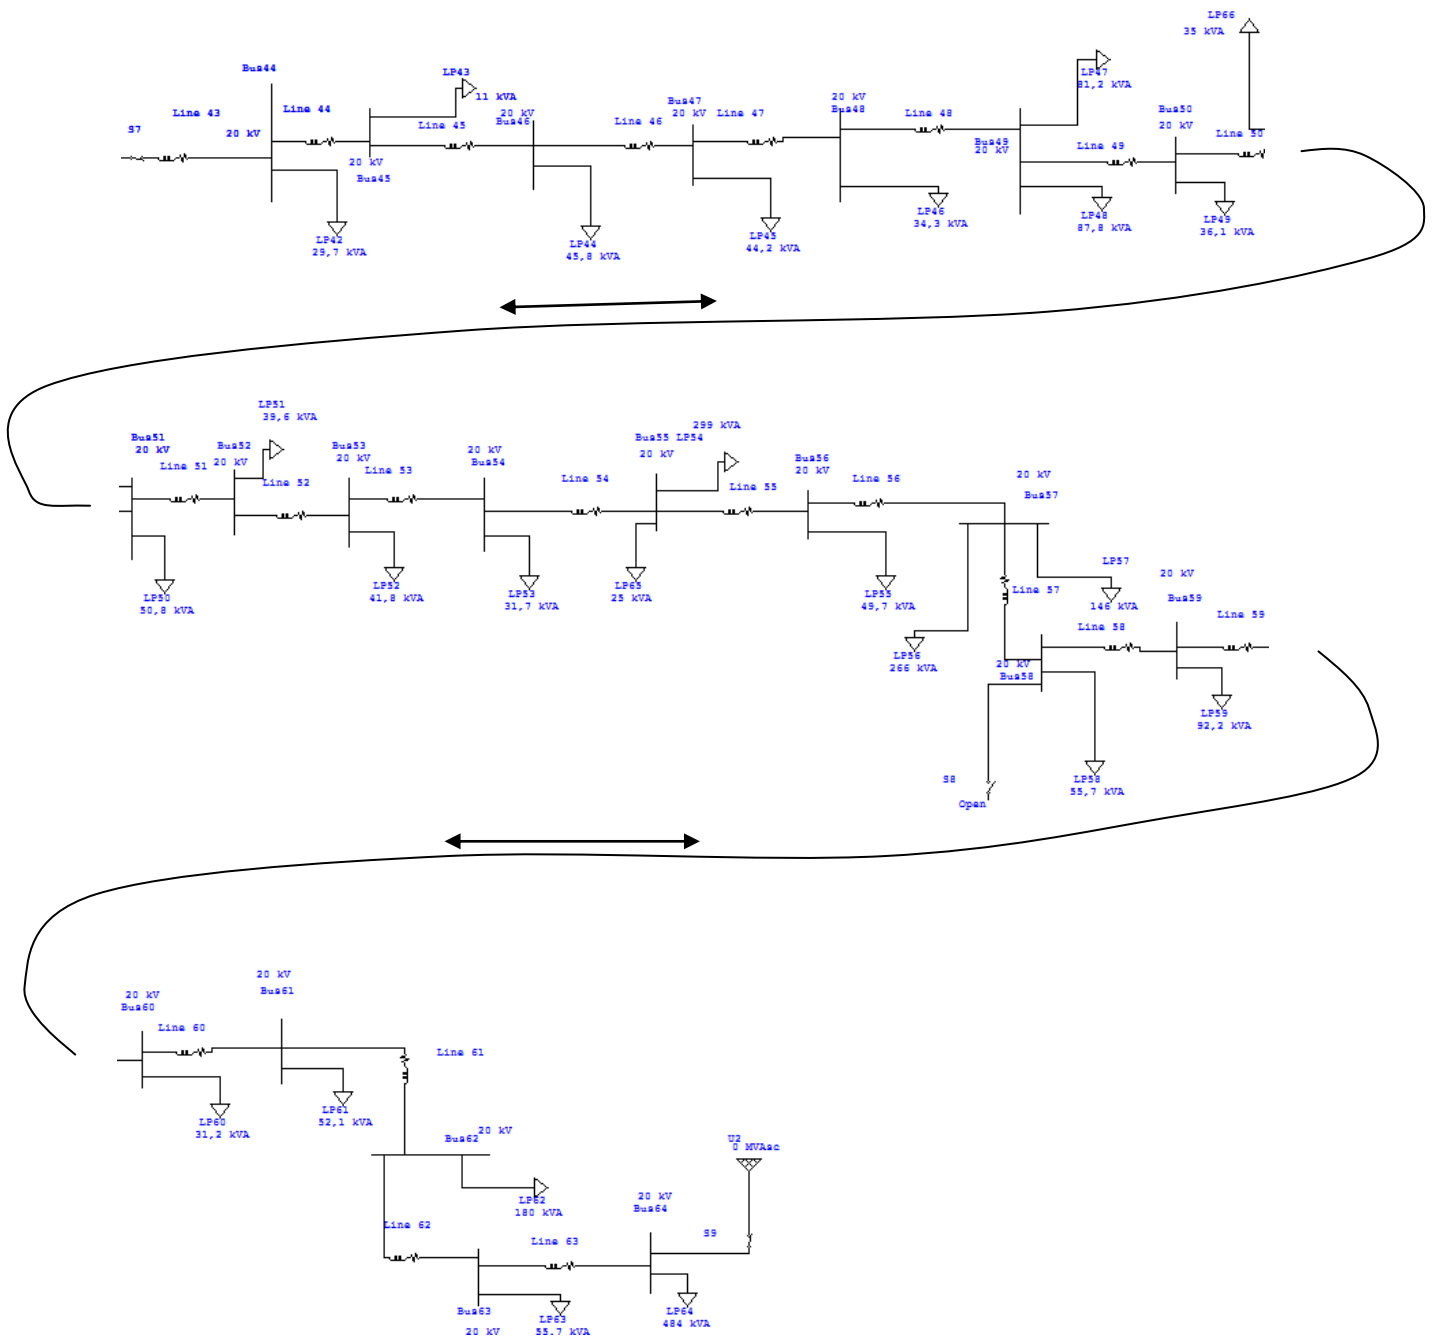 LP66
35 kVA
Bus44
LP43
11 kVA
LP47
81,2 kVA
Line 43
Line 44
20 kV
Bus46
Line 45
Bus47
20 kV
Line 46
Line 47
20 kV
Bus48
Line 48
Bus50
20 kV
Line 50
S7
20 kV
20 kV
Bus45
Bus49
20 kV
Line 49
LP42
29,7 kVA
LP44
45,8 kVA
LP45
44,2 kVA
LP46
34,3 kVA
LP48
87,8 kVA
LP49
36,1 kVA
LP51
39,6 kVA
Bus51
20 kV
Line 51
Bus52
20 kV
Line 52
Bus53
20 kV
Line 53
20 kV
Bus54
Line 54
Bus55 LP54
299 kVA
20 kV
Line 55
Bus56
20 kV
Line 56
20 kV
Bus57
LP50
50,8 kVA
LP52
41,8 kVA
LP53
31,7 kVA
LP65
25 kVA
LP55
49,7 kVA
Line 57
LP57
146 kVA
20 kV
Bus59
Line 58
Line 59
LP56
266 kVA
20 kV
Bus58
LP59
92,2 kVA
S8
Open
LP58
55,7 kVA
20 kV
Bus60
Line 60
20 kV
Bus61
Line 61
LP60
31,2 kVA
LP61
52,1 kVA
Bus62
20 kV
LP62
180 kVA
U2
0 MVAsc
Line 62
Line 63
20 kV
Bus64
S9
Bus63
20 kV
LP63
55,7 kVA
LP64
484 kVA